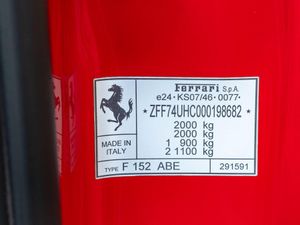 Ferrari S.p.A.
e24*KS07/46*0077*
*ZFF74UHC000198682*
2000 kg
2000 kg
1 900 kg
2 1100 kg
MADE IN
ITALY
TYPE F 152 ABE
291591